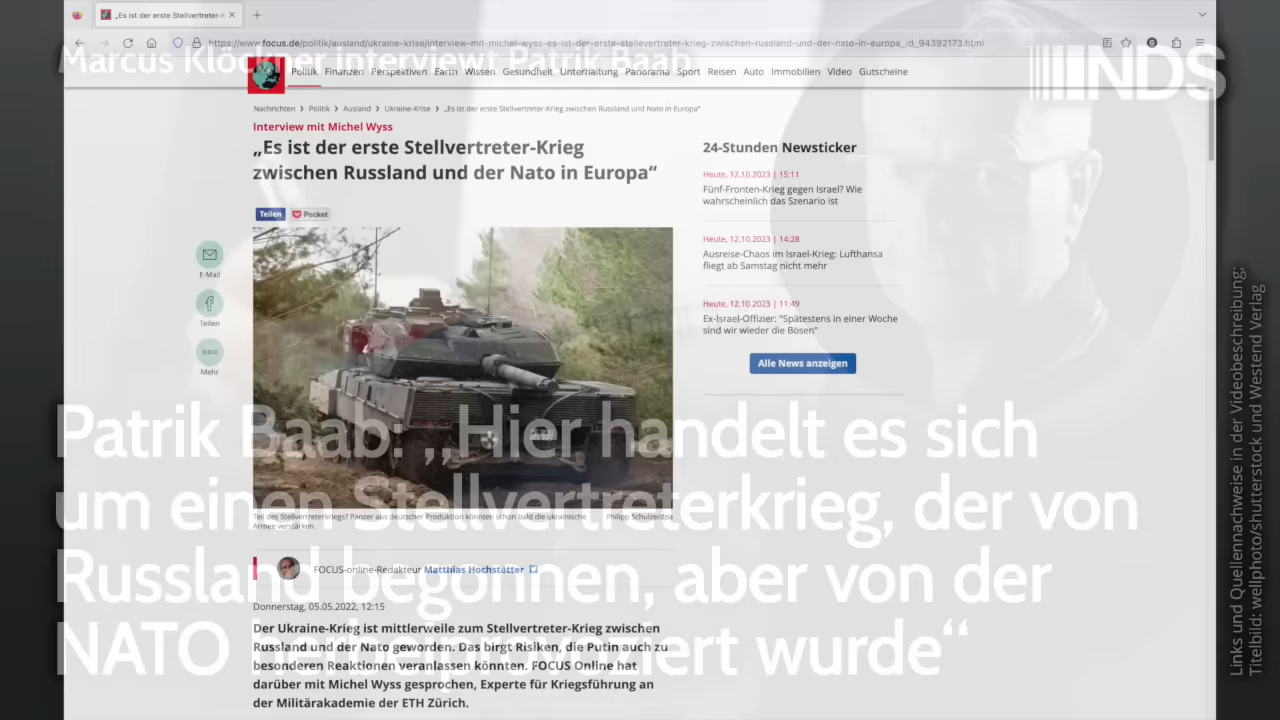 „Es ist der erste Stellvertreter-K
https://www.focus.de/politik/ausland/ukraine-krise/interview-mit-michel-wyss-es-ist-der-erste-stellvertreter-krieg-zwischen-russland-und-der-nato-in-europa_id_94392173.html
Marcus Klöckner interviewt Patrik Baab
NDS
Politik Finanzen Perspektiven Earth Wissen Gesundheit Unterhaltung Panorama Sport Reisen Auto Immobilien Video Gutscheine
Nachrichten > Politik > Ausland > Ukraine-Krise > „Es ist der erste Stellvertreter-Krieg zwischen Russland und Nato in Europa“
Interview mit Michel Wyss
„Es ist der erste Stellvertreter-Krieg
zwischen Russland und der Nato in Europa“
Teilen Pocket
E-Mail
Teilen
Mehr
24-Stunden Newsticker
Heute, 12.10.2023 | 15:11
Fünf-Fronten-Krieg gegen Israel? Wie
wahrscheinlich das Szenario ist
Heute, 12.10.2023 | 14:28
Ausreise-Chaos im Israel-Krieg: Lufthansa
fliegt ab Samstag nicht mehr
Heute, 12.10.2023 | 11:49
Ex-Israel-Offizier: "Spätestens in einer Woche
sind wir wieder die Bösen"
Alle News anzeigen
Patrik Baab: „Hier handelt es sich
um einen Stellvertreterkrieg, der von
Russland begonnen, aber von der
NATO herbeiprovoziert wurde“
Teil des Stellvertreterkriegs? Panzer aus deutscher Produktion könnten schon bald die ukrainische
Armee verstärken.
Philipp Schulze/dpa
FOCUS-online-Redakteur Matthias Hochstätter
Donnerstag, 05.05.2022, 12:15
Der Ukraine-Krieg ist mittlerweile zum Stellvertreter-Krieg zwischen
Russland und der Nato geworden. Das birgt Risiken, die Putin auch zu
besonderen Reaktionen veranlassen könnten. FOCUS Online hat
darüber mit Michel Wyss gesprochen, Experte für Kriegsführung an
der Militärakademie der ETH Zürich.
Links und Quellennachweise in der Videobeschreibung;
Titelbild: wellphoto/shutterstock und Westend Verlag